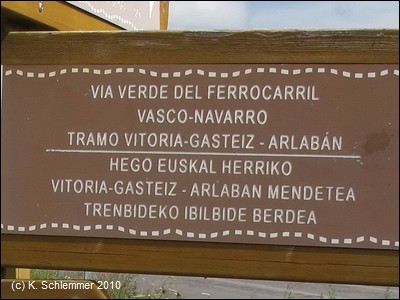 VIA VERDE DEL FERROCARRIL
VASCO-NAVARRO
TRAMO VITORIA-GASTEIZ - ARLABÁN
HEGO EUSKAL HERRIKO
VITORIA-GASTEIZ - ARLABAN MENDETEA
TRENBIDEKO IBILBIDE BERDEA
(c) K. Schlemmer 2010